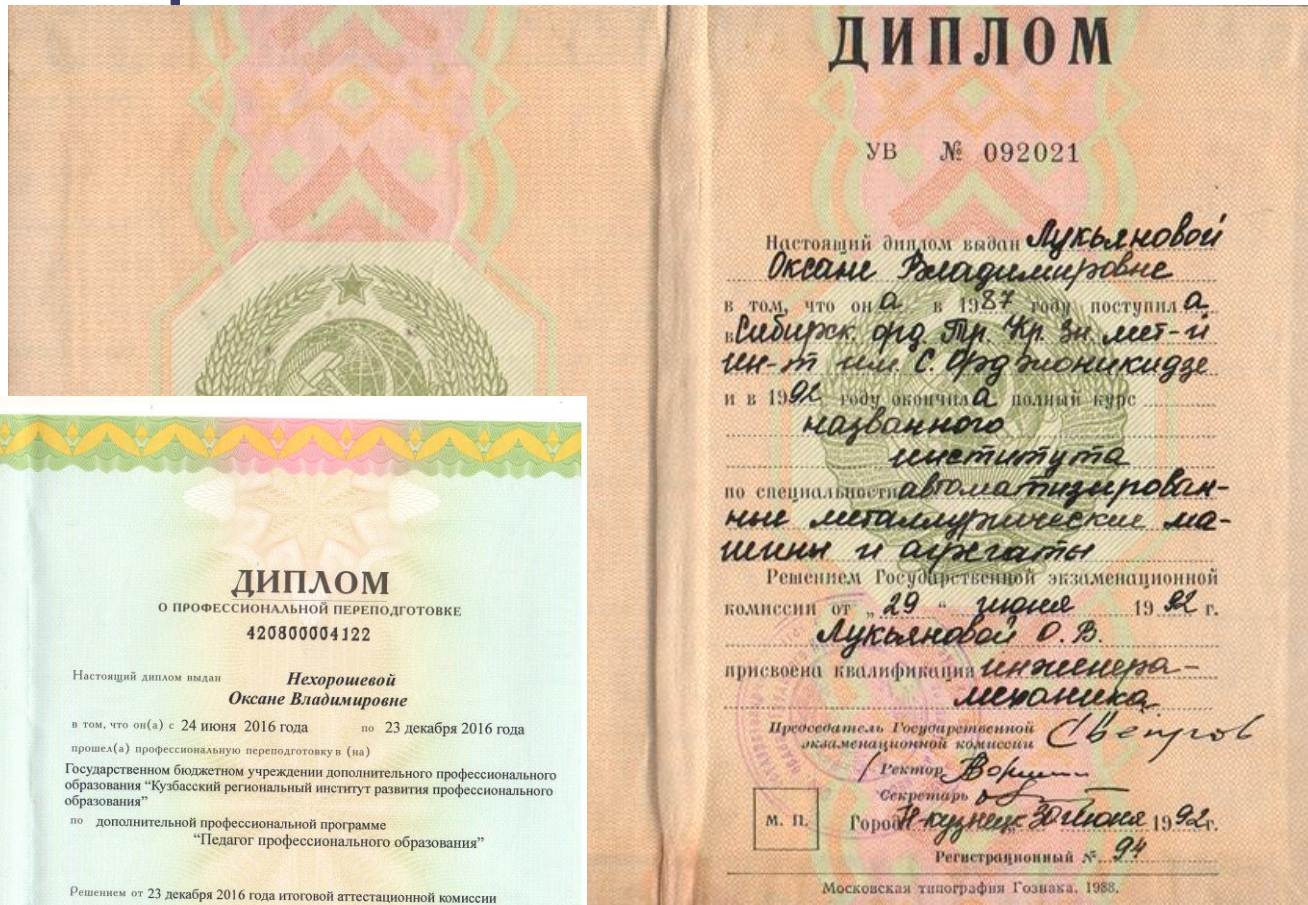 ДИПЛОМ
УВ № 092021
Настоящий диплом выдан Лукьяновой
Оксане Владимировне
в том, что она в 1987 году поступила
в Сибирск. орд. Тр. Кр. Зн. мет-й
ин-т им. С. Орджоникидзе
и в 1992 году окончила полный курс
названного
института
по специальности автоматизирован-
ные металлургические ма-
шины и агрегаты
Решением Государственной экзаменационной
комиссии от „29“ июня 1992 г.
Лукьяновой О. В.
присвоена квалификация инженера-
механика
Председатель Государственной
экзаменационной комиссии
Ректор
Секретарь
М. П.
Город Н-кузнецк 30 июня 1992г.
Регистрационный № 94
Московская типография Гознака. 1988.
ДИПЛОМ
О ПРОФЕССИОНАЛЬНОЙ ПЕРЕПОДГОТОВКЕ
420800004122
Настоящий диплом выдан Нехорошевой
Оксане Владимировне
в том, что он(а) с 24 июня 2016 года по 23 декабря 2016 года
прошел(а) профессиональную переподготовку в (на)
Государственном бюджетном учреждении дополнительного профессионального
образования “Кузбасский региональный институт развития профессионального
образования”
по дополнительной профессиональной программе
“Педагог профессионального образования”
Решением от 23 декабря 2016 года итоговой аттестационной комиссии